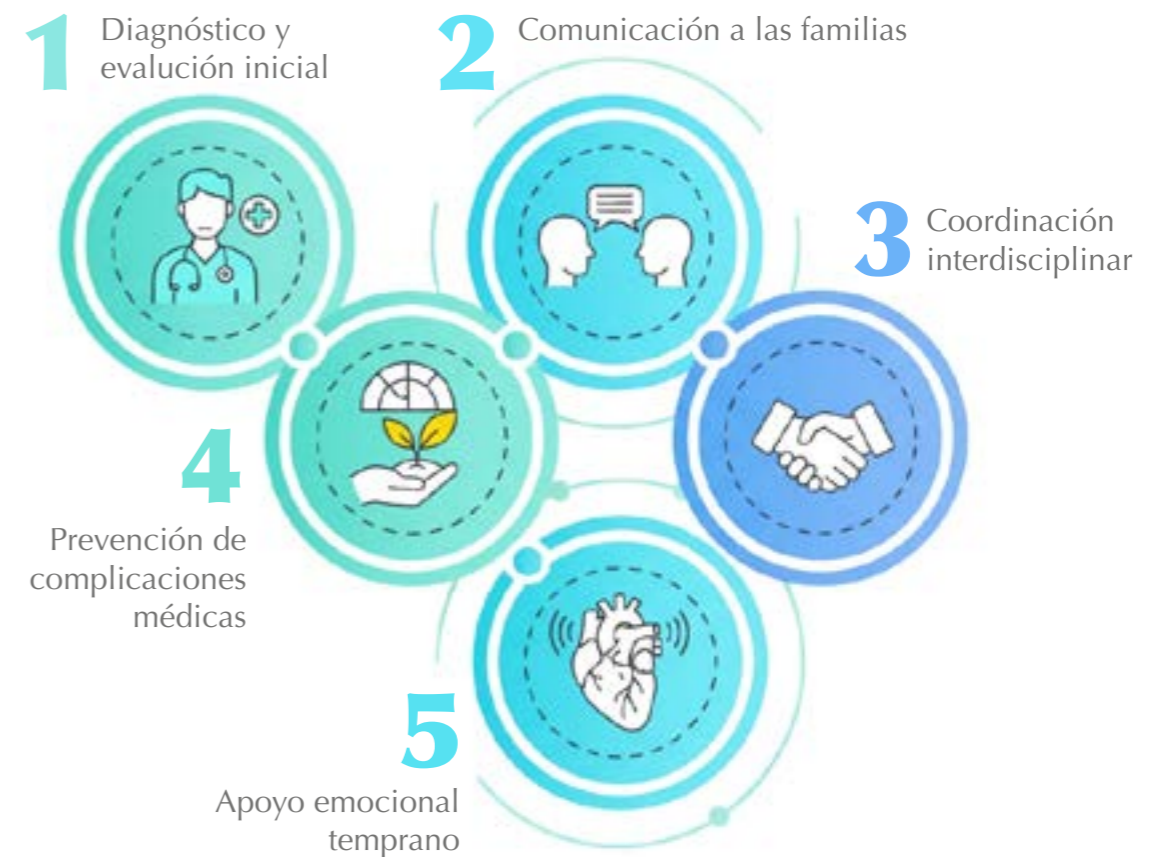 1
Diagnóstico y
evalución inicial
2
Comunicación a las familias
3
Coordinación
interdisciplinar
4
Prevención de
complicaciones
médicas
5
Apoyo emocional
temprano